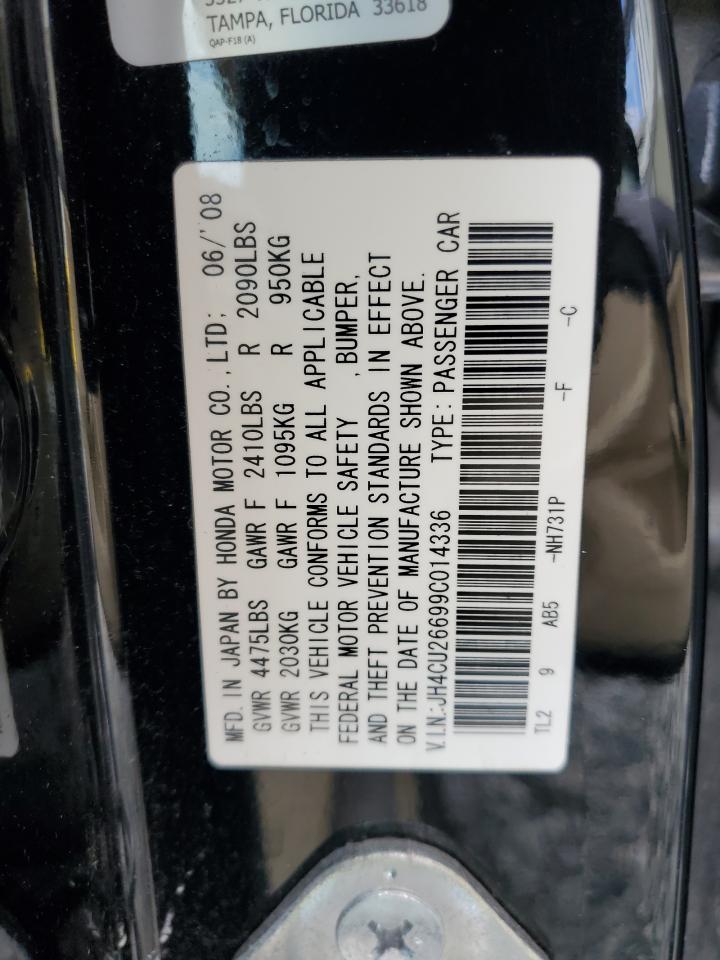 TAMPA, FLORIDA 33618
QAP-F18 (A)
MFD. IN JAPAN BY HONDA MOTOR CO., LTD; 06/'08
GVWR 4475LBS GAWR F 2410LBS R 2090LBS
GVWR 2030KG GAWR F 1095KG R 950KG
THIS VEHICLE CONFORMS TO ALL APPLICABLE
FEDERAL MOTOR VEHICLE SAFETY , BUMPER,
AND THEFT PREVENTION STANDARDS IN EFFECT
ON THE DATE OF MANUFACTURE SHOWN ABOVE.
V.I.N.:JH4CU26699C014336 TYPE: PASSENGER CAR
TL2 9 AB5 -NH731P -F -C